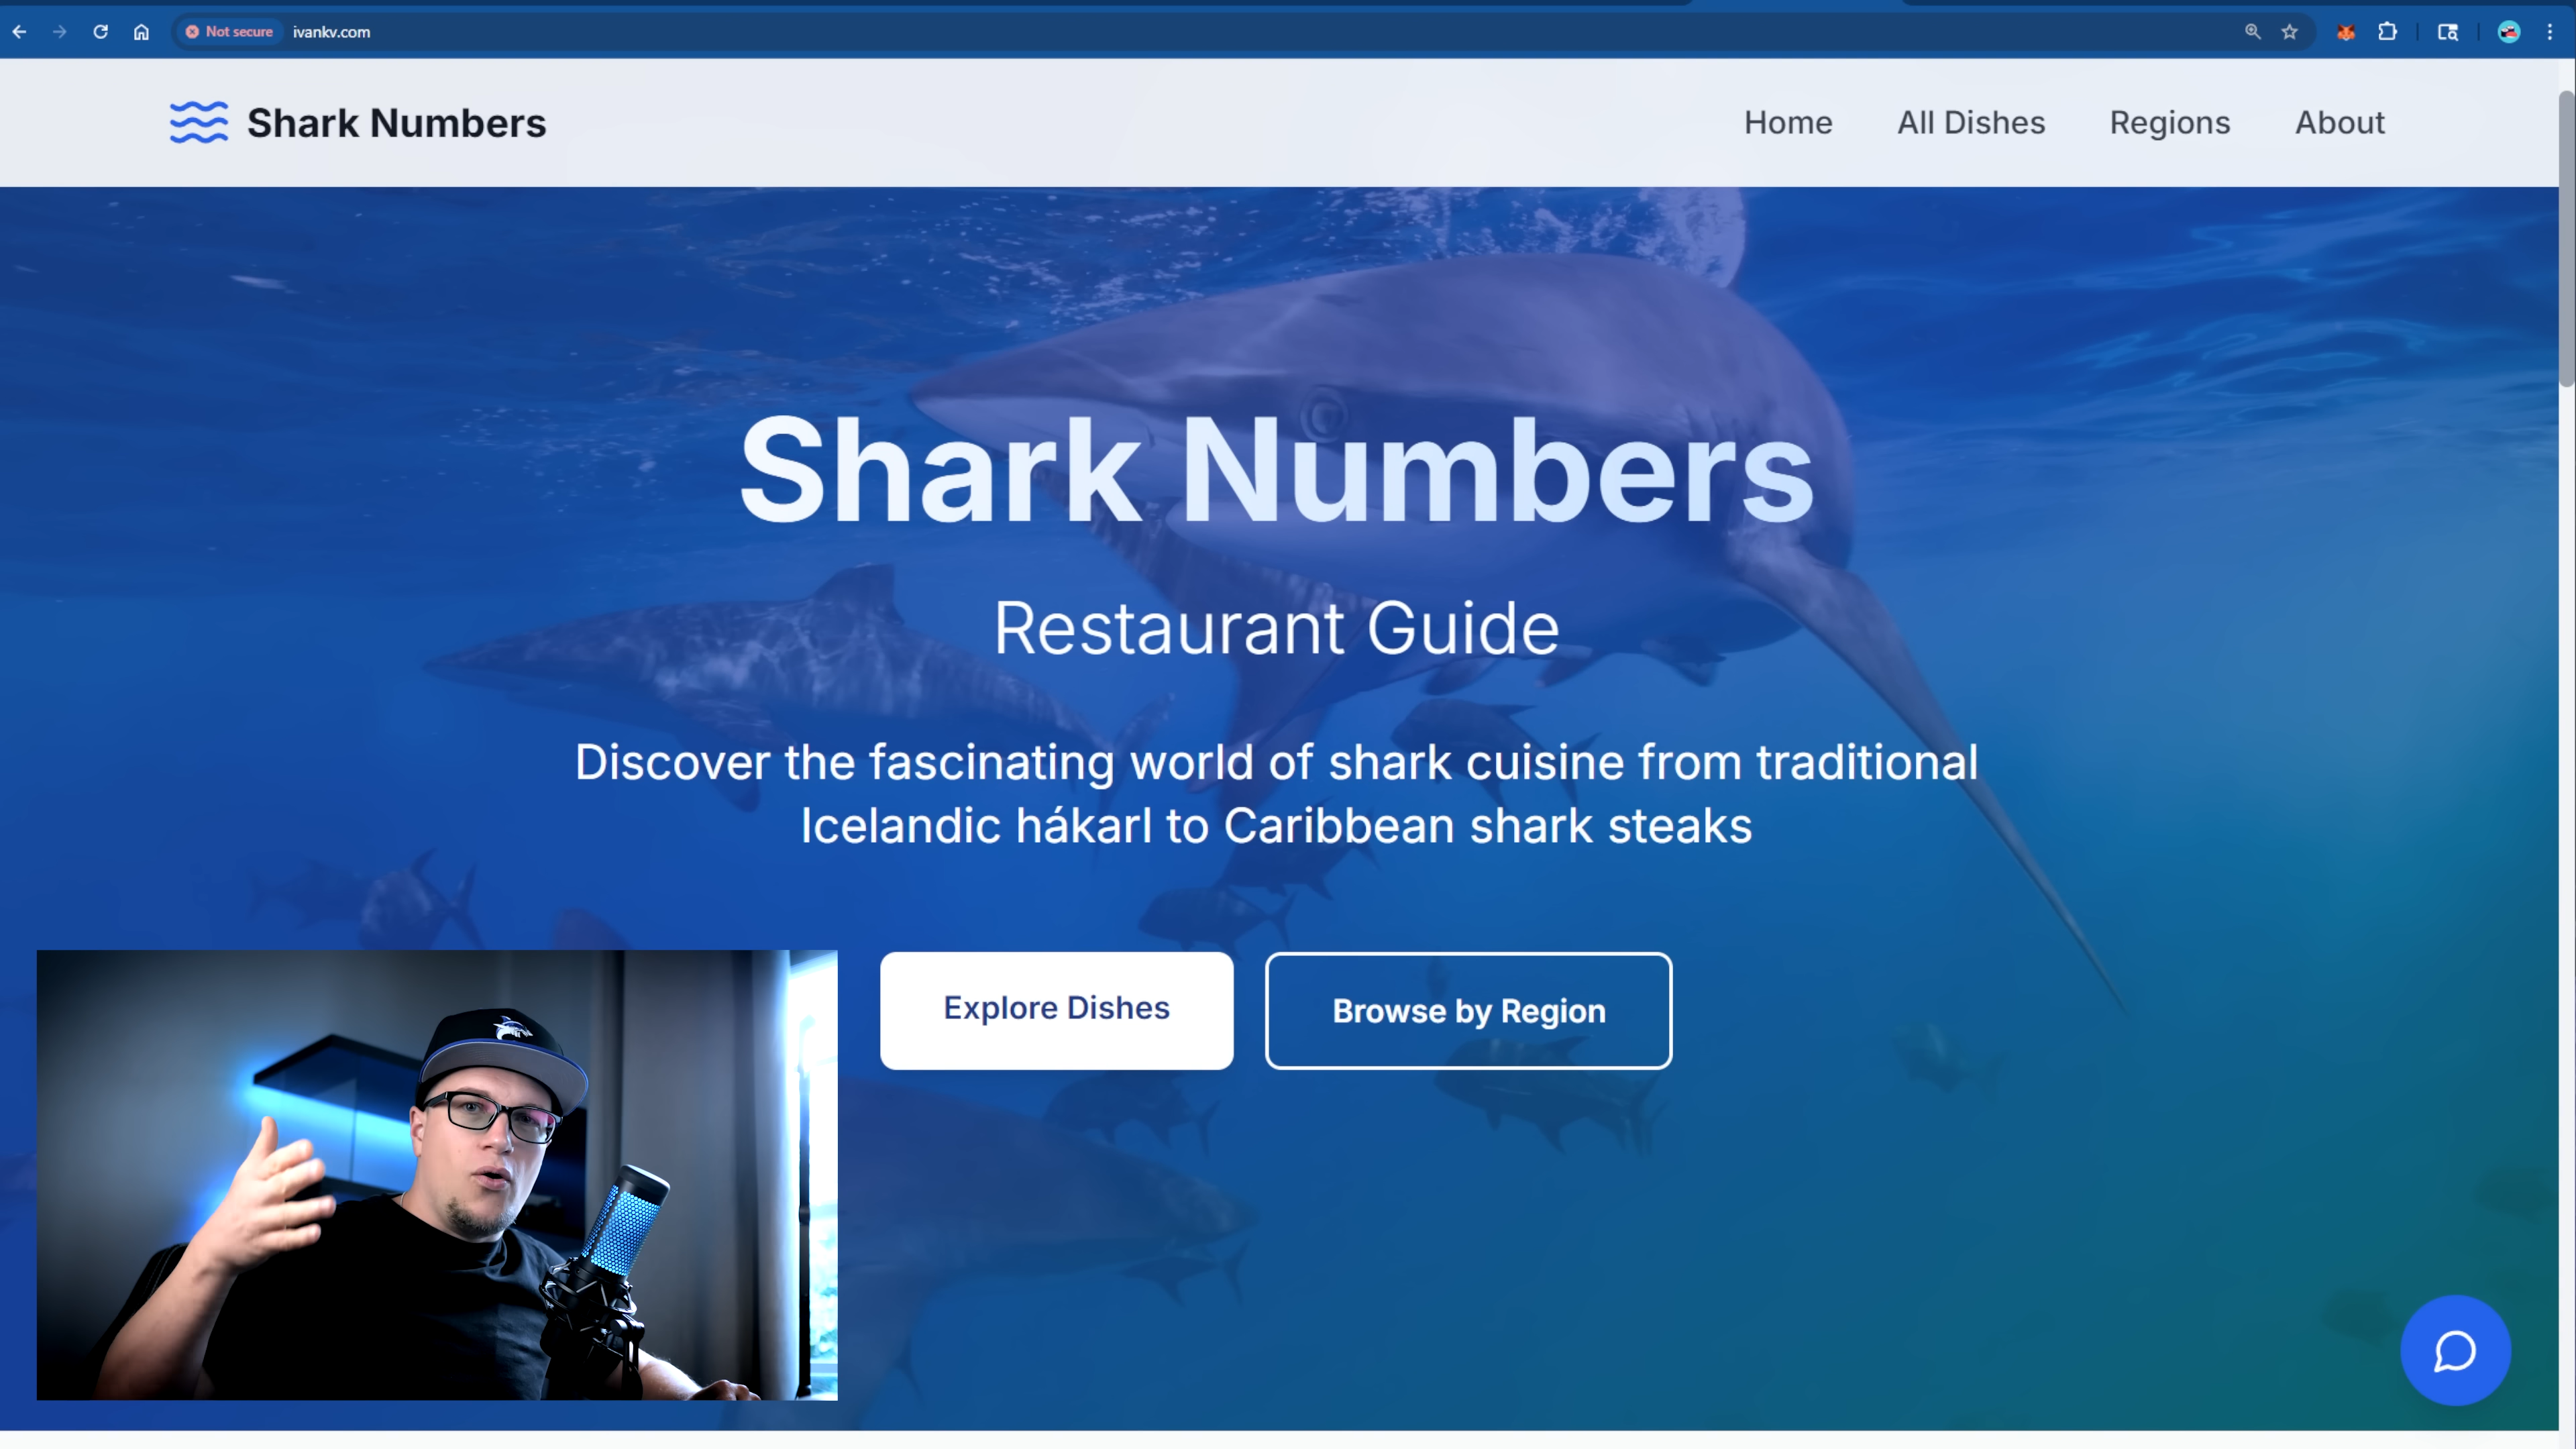 Not secure ivankv.com
Shark Numbers
Home All Dishes Regions About
Shark Numbers
Restaurant Guide
Discover the fascinating world of shark cuisine from traditional
Icelandic hákarl to Caribbean shark steaks
Explore Dishes Browse by Region